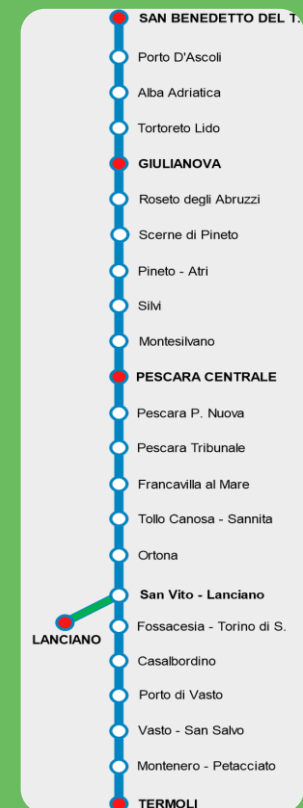 SAN BENEDETTO DEL T.
Porto D'Ascoli
Alba Adriatica
Tortoreto Lido
GIULIANOVA
Roseto degli Abruzzi
Scerne di Pineto
Pineto - Atri
Silvi
Montesilvano
PESCARA CENTRALE
Pescara P. Nuova
Pescara Tribunale
Francavilla al Mare
Tollo Canosa - Sannita
Ortona
San Vito - Lanciano
LANCIANO
Fossacesia - Torino di S.
Casalbordino
Porto di Vasto
Vasto - San Salvo
Montenero - Petacciato
TERMOLI